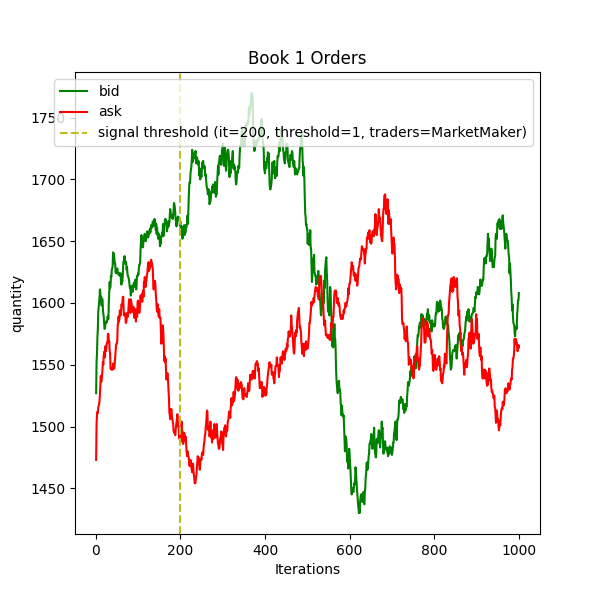 Book 1 Orders
bid
ask
signal threshold (it=200, threshold=1, traders=MarketMaker)
1750
1700
1650
1600
1550
1500
1450
quantity
0 200 400 600 800 1000
Iterations